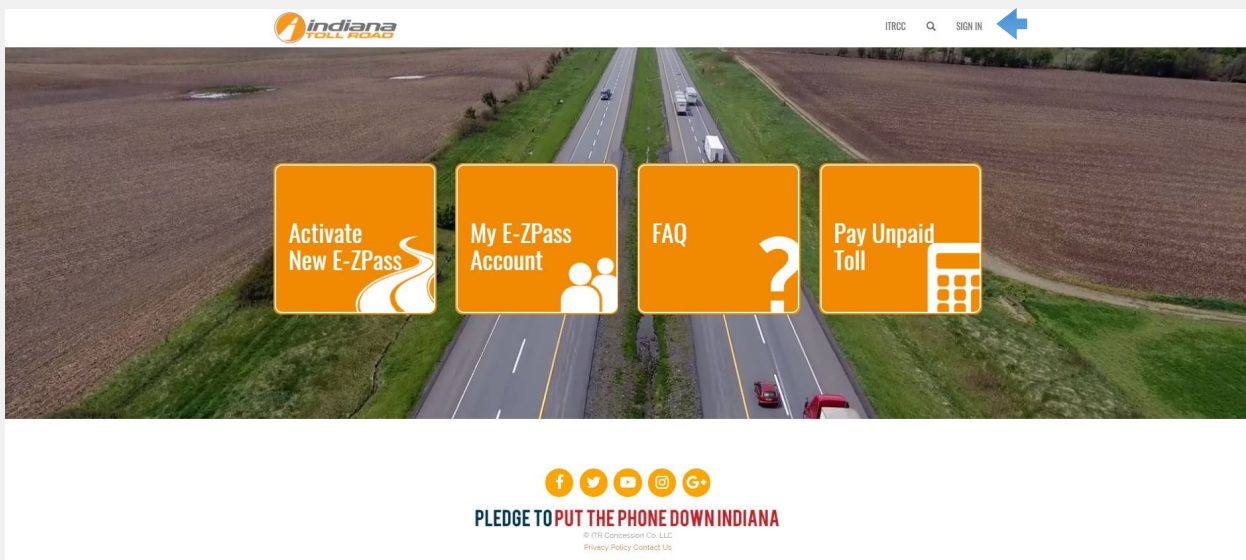 indiana
TOLL ROAD
ITRCC
SIGN IN
Activate
New E-ZPass
My E-ZPass
Account
FAQ
Pay Unpaid
Toll
PLEDGE TO PUT THE PHONE DOWN INDIANA
© ITR Concession Co. LLC
Privacy Policy Contact Us